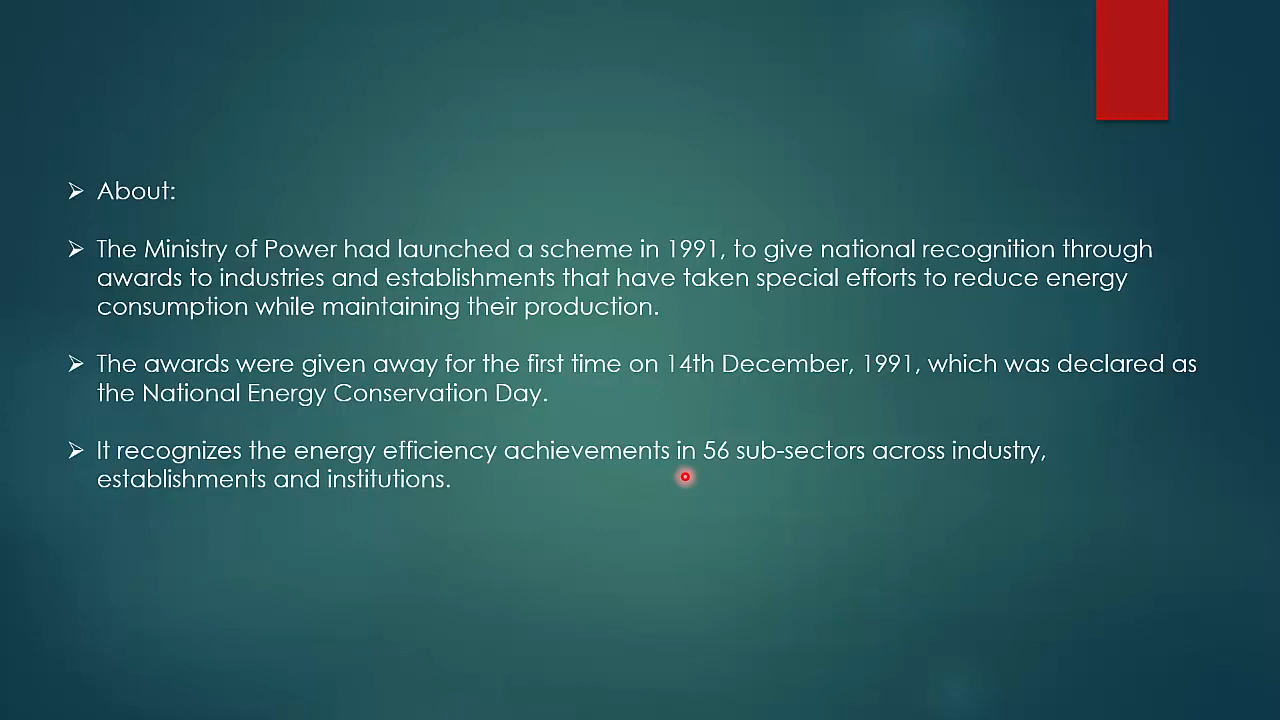 About:
The Ministry of Power had launched a scheme in 1991, to give national recognition through
awards to industries and establishments that have taken special efforts to reduce energy
consumption while maintaining their production.
The awards were given away for the first time on 14th December, 1991, which was declared as
the National Energy Conservation Day.
It recognizes the energy efficiency achievements in 56 sub-sectors across industry,
establishments and institutions.